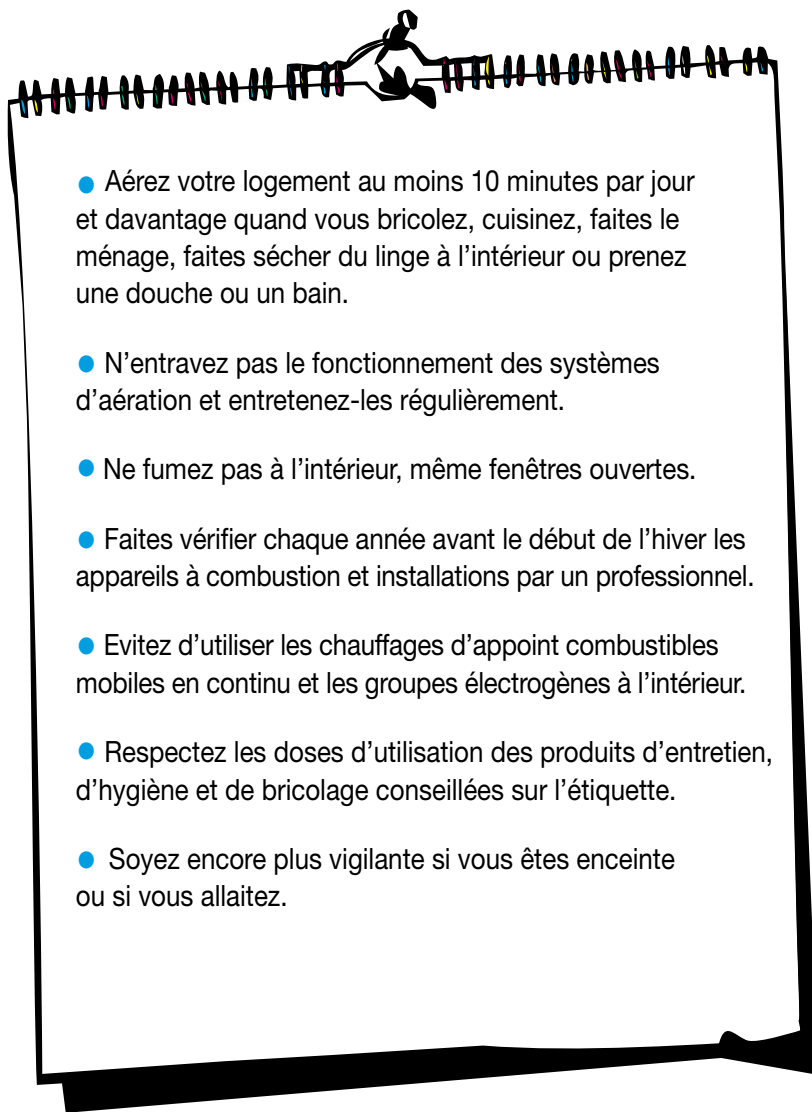 ● Aérez votre logement au moins 10 minutes par jour
et davantage quand vous bricolez, cuisinez, faites le
ménage, faites sécher du linge à l’intérieur ou prenez
une douche ou un bain.
● N’entravez pas le fonctionnement des systèmes
d’aération et entretenez-les régulièrement.
● Ne fumez pas à l’intérieur, même fenêtres ouvertes.
● Faites vérifier chaque année avant le début de l’hiver les
appareils à combustion et installations par un professionnel.
● Evitez d’utiliser les chauffages d’appoint combustibles
mobiles en continu et les groupes électrogènes à l’intérieur.
● Respectez les doses d’utilisation des produits d’entretien,
d’hygiène et de bricolage conseillées sur l’étiquette.
● Soyez encore plus vigilante si vous êtes enceinte
ou si vous allaitez.